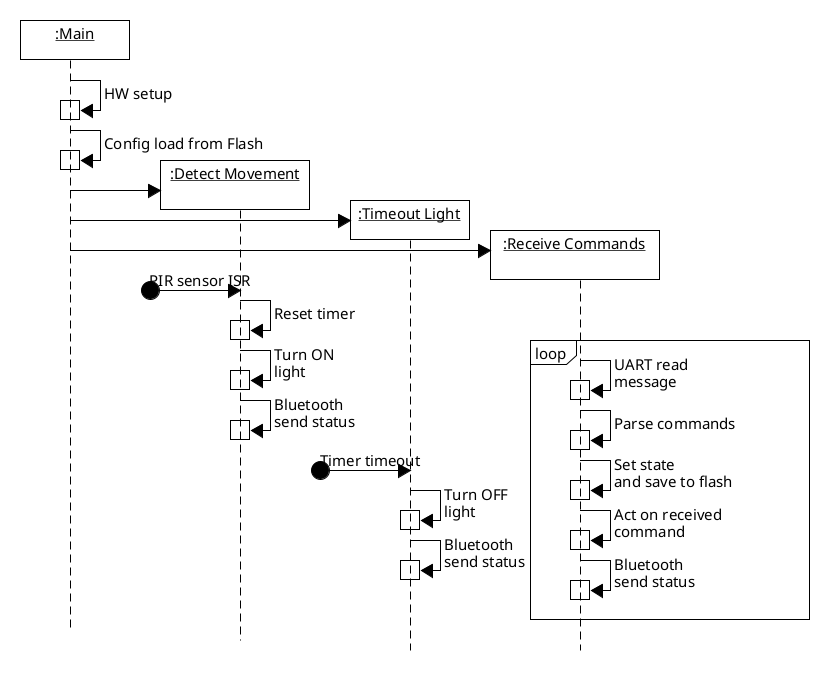 :Main
HW setup
Config load from Flash
:Detect Movement
:Timeout Light
:Receive Commands
PIR sensor ISR
Reset timer
Turn ON
light
Bluetooth
send status
Timer timeout
Turn OFF
light
Bluetooth
send status
loop
UART read
message
Parse commands
Set state
and save to flash
Act on received
command
Bluetooth
send status